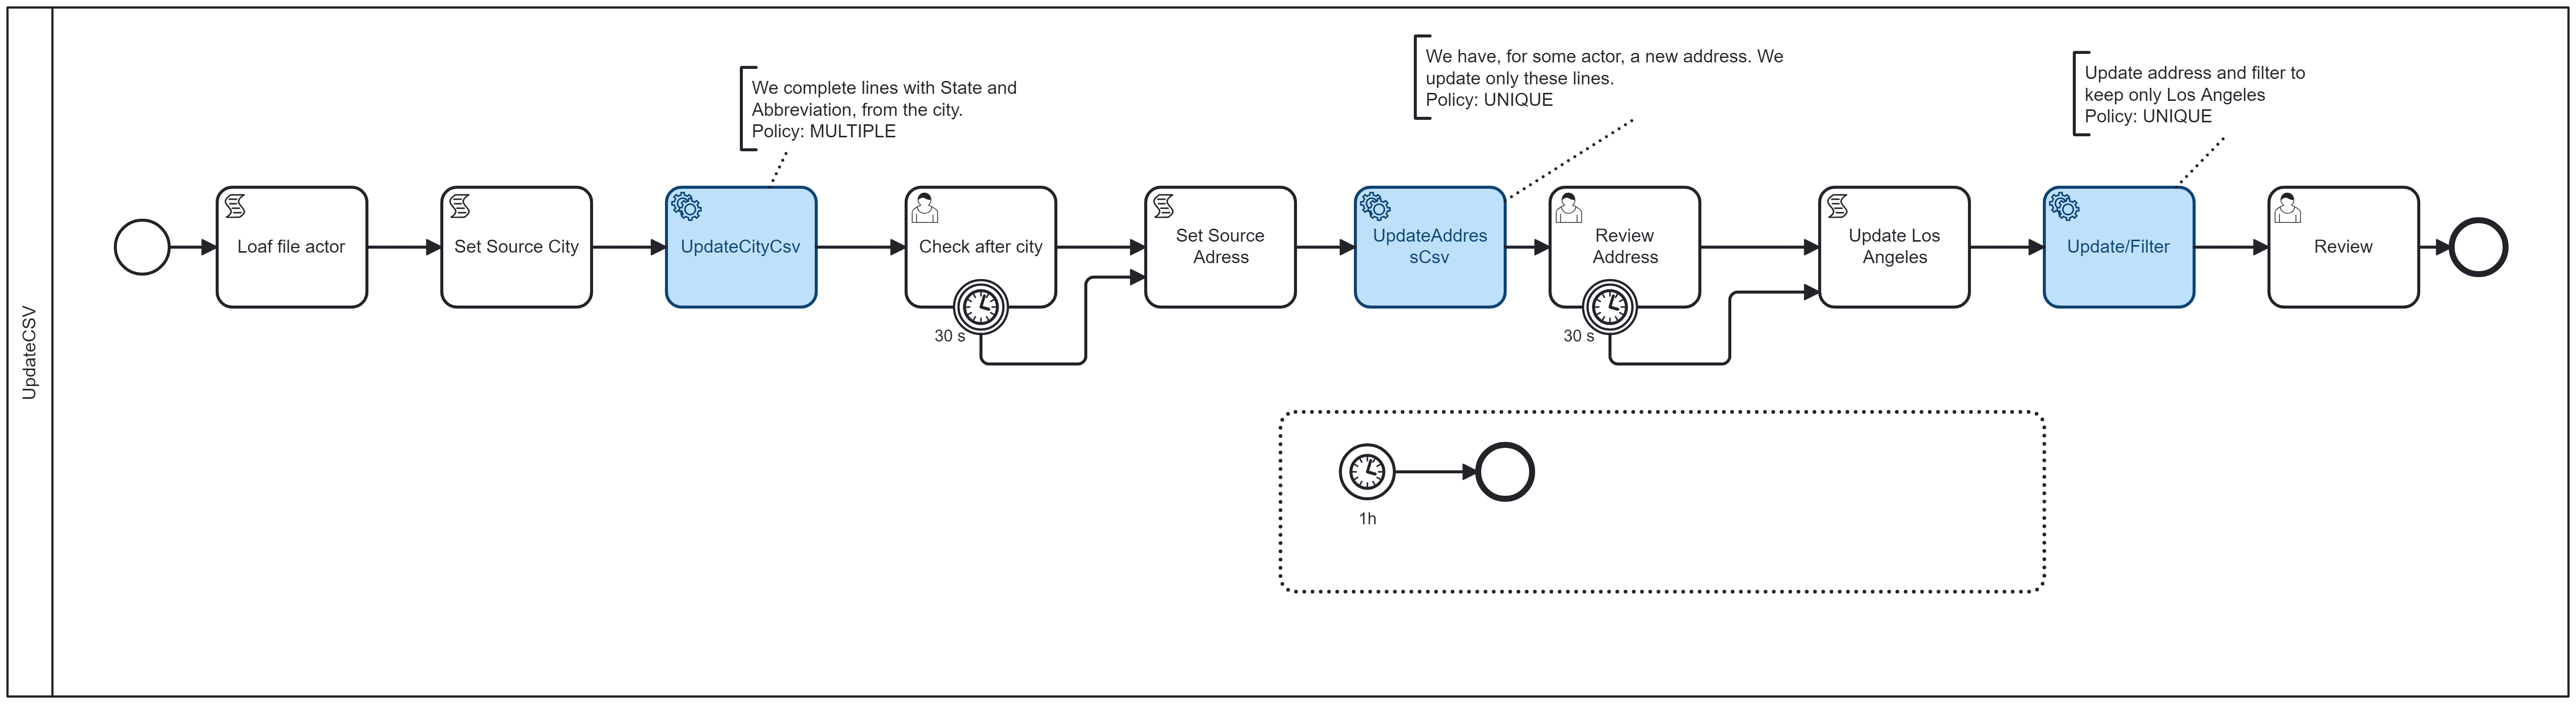 UpdateCSV
We complete lines with State and
Abbreviation, from the city.
Policy: MULTIPLE
We have, for some actor, a new address. We
update only these lines.
Policy: UNIQUE
Update address and filter to
keep only Los Angeles
Policy: UNIQUE
Loaf file actor
Set Source City
UpdateCityCsv
Check after city
30 s
Set Source
Adress
UpdateAddres
sCsv
Review
Address
30 s
Update Los
Angeles
Update/Filter
Review
1h